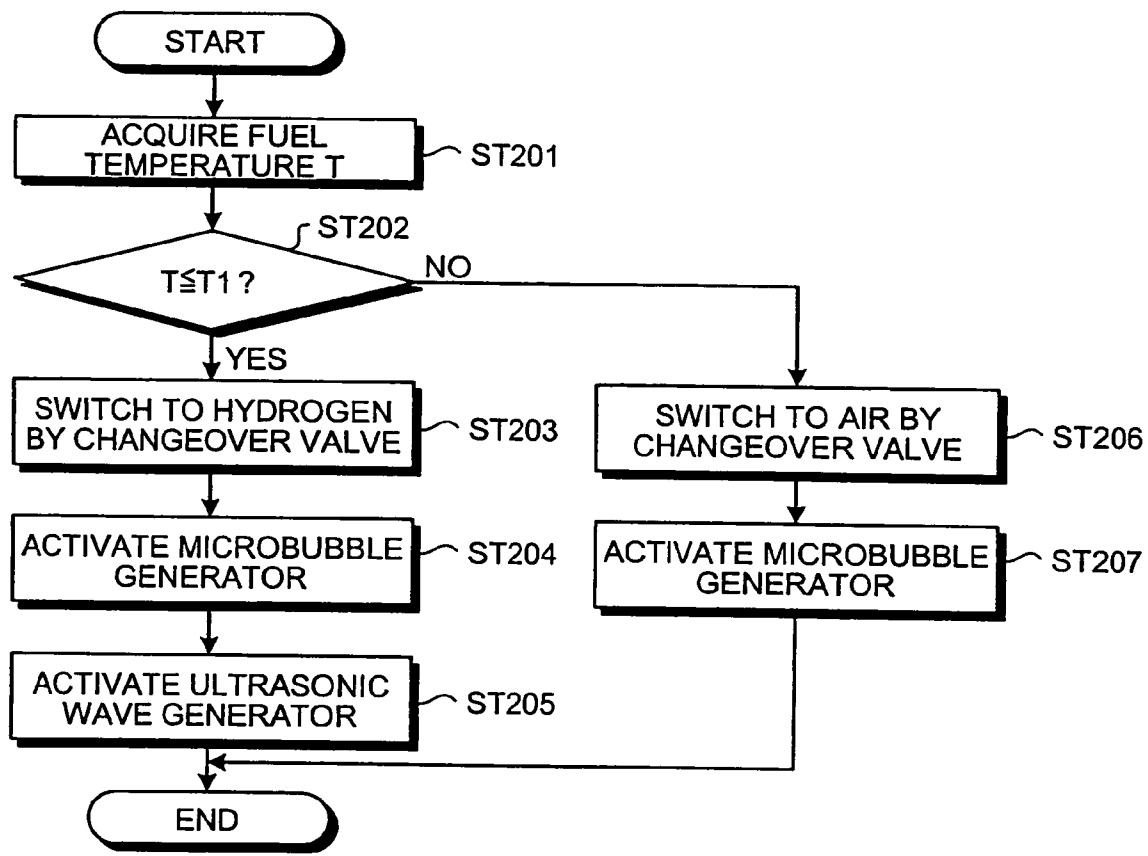 START
ACQUIRE FUEL
TEMPERATURE T
ST201
ST202
T≦T1?
NO
YES
SWITCH TO HYDROGEN
BY CHANGEOVER VALVE
ST203
SWITCH TO AIR BY
CHANGEOVER VALVE
ST206
ACTIVATE MICROBUBBLE
GENERATOR
ST204
ACTIVATE MICROBUBBLE
GENERATOR
ST207
ACTIVATE ULTRASONIC
WAVE GENERATOR
ST205
END